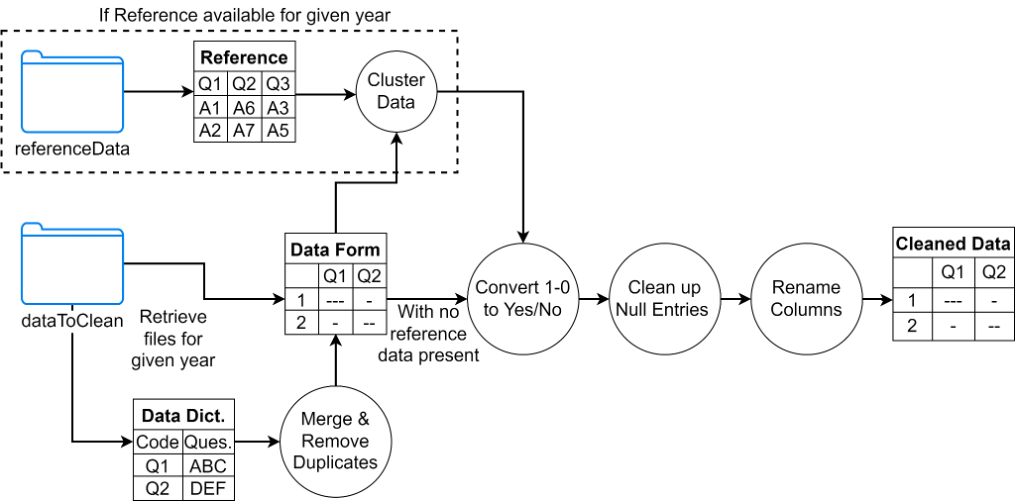 If Reference available for given year
Reference
Q1 Q2 Q3
A1 A6 A3
A2 A7 A5
referenceData
Cluster
Data
dataToClean
Retrieve
files for
given year
Data Form
Q1 Q2
1 --- -
2 - --
With no
reference
data present
Convert 1-0
to Yes/No
Clean up
Null Entries
Rename
Columns
Cleaned Data
Q1 Q2
1 --- -
2 - --
Data Dict.
Code Ques.
Q1 ABC
Q2 DEF
Merge &
Remove
Duplicates